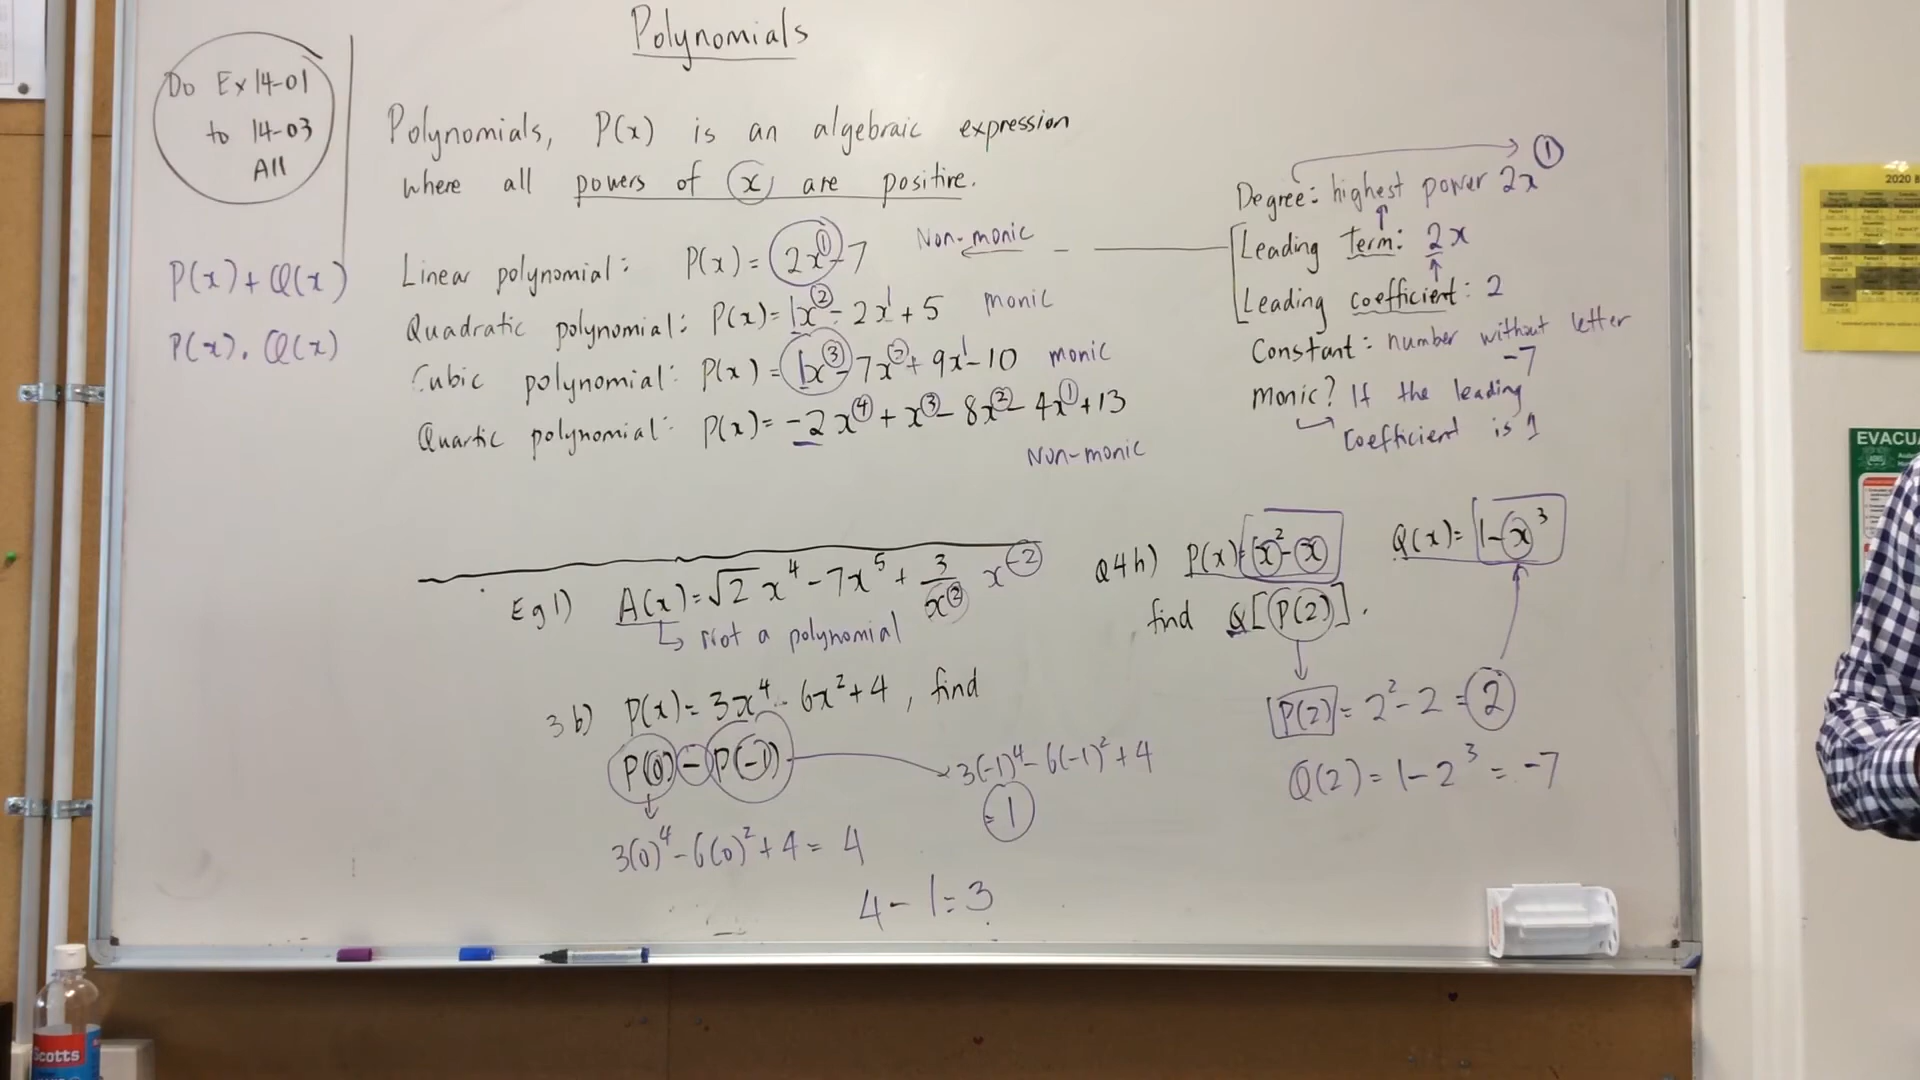 Polynomials
Do Ex 14-01
to 14-03
All
P(x) + Q(x)
P(x) . Q(x)
Polynomials, P(x) is an algebraic expression
where all powers of x are positive.
Linear polynomial: P(x) = 2x¹ - 7 Non-monic
Quadratic polynomial: P(x) = 1x² - 2x¹ + 5 monic
Cubic polynomial: P(x) = 1x³ - 7x² + 9x¹ - 10 monic
Quartic polynomial: P(x) = -2x⁴ + x³ - 8x² - 4x¹ + 13
Non-monic
Degree: highest power 2x¹
Leading term: 2x
Leading coefficient: 2
Constant: number without letter
-7
monic? If the leading
coefficient is 1
Eg 1) A(x) = √2 x⁴ - 7x⁵ + 3/x² x⁻²
↳ Not a polynomial
3b) P(x) = 3x⁴ - 6x² + 4, find
P(0) - P(-1)
3(-1)⁴ - 6(-1)² + 4
= 1
3(0)⁴ - 6(0)² + 4 = 4
4 - 1 = 3
Q4h) P(x) = x² - x Q(x) = 1 - x³
find Q[P(2)].
P(2) = 2² - 2 = 2
Q(2) = 1 - 2³ = -7
2020 B
EVACUA
Scotts